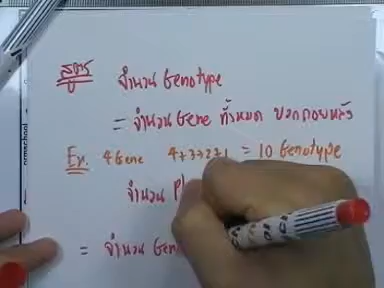 สูตร จำนวน Genotype
= จำนวน Gene ทั้งหมด บวกถอยหลัง
Ex. 4 Gene 4+3+2+1 = 10 Genotype
จำนวน
= จำนวน